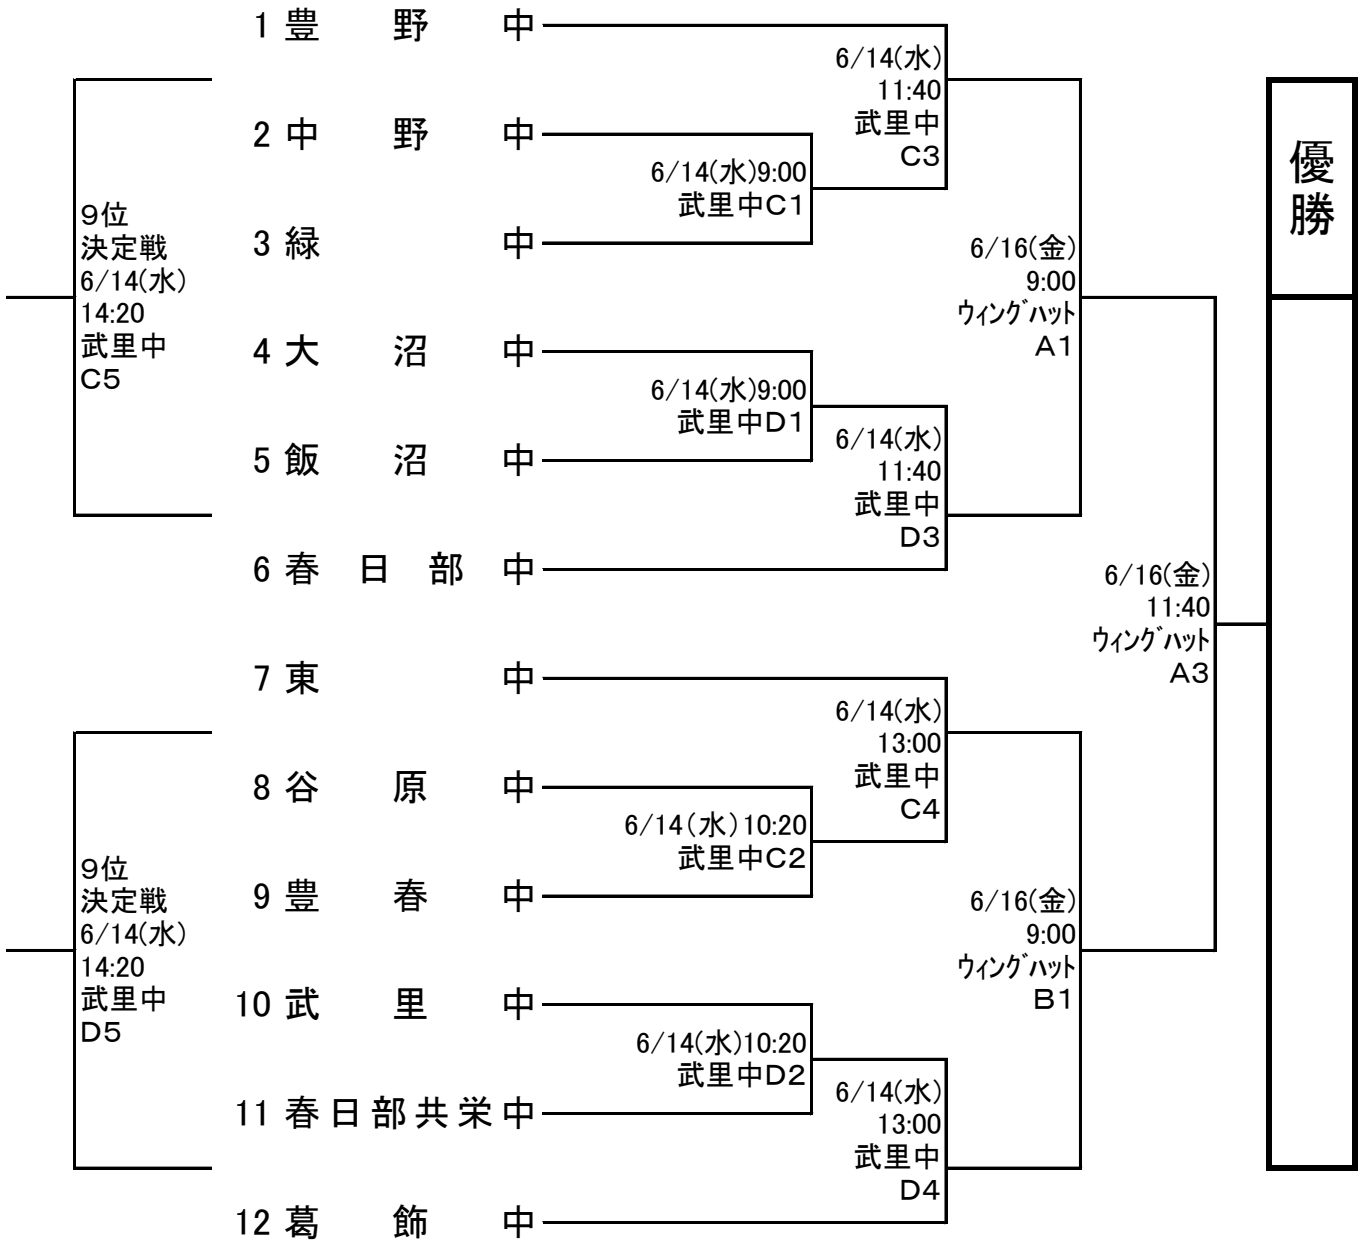 1 豊野中
6/14(水)
11:40
武里中
C3
2 中野中
6/14(水)9:00
武里中C1
3 緑中
9位
決定戦
6/14(水)
14:20
武里中
C5
6/16(金)
9:00
ウィングハット
A1
優勝
4 大沼中
6/14(水)9:00
武里中D1
5 飯沼中
6/14(水)
11:40
武里中
D3
6 春日部中
6/16(金)
11:40
ウィングハット
A3
7 東中
6/14(水)
13:00
武里中
C4
8 谷原中
6/14(水)10:20
武里中C2
9 豊春中
9位
決定戦
6/14(水)
14:20
武里中
D5
6/16(金)
9:00
ウィングハット
B1
10 武里中
6/14(水)10:20
武里中D2
11 春日部共栄中
6/14(水)
13:00
武里中
D4
12 葛飾中